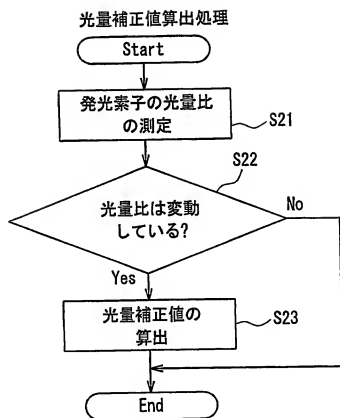 光量補正値算出処理
Start
発光素子の光量比
の測定
S21
S22
光量比は変動
している?
No
Yes
光量補正値の
算出
S23
End